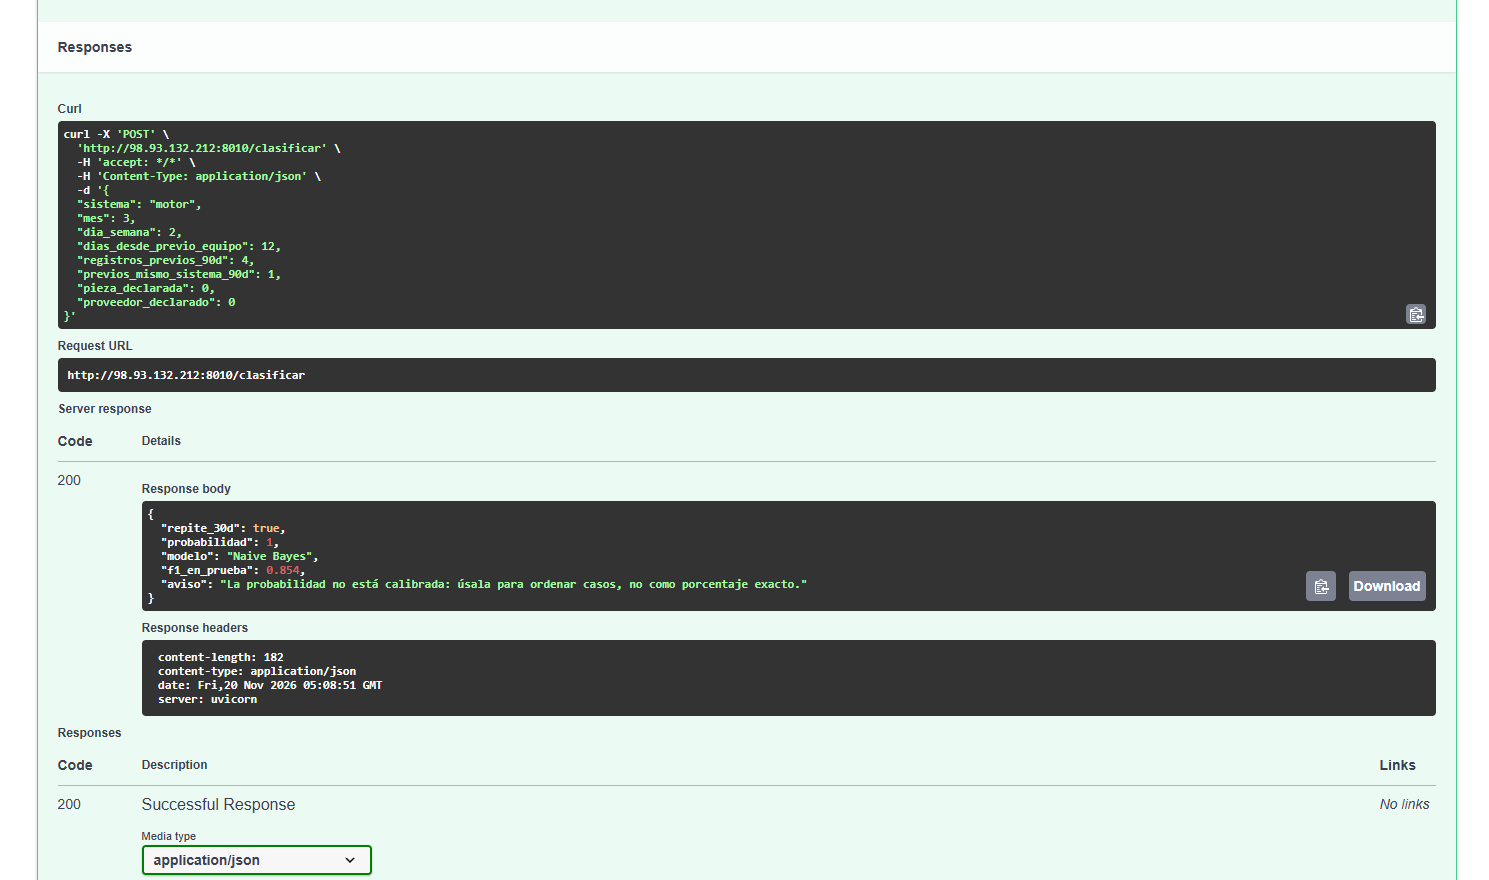 Responses
Curl
curl -X 'POST' \
  'http://98.93.132.212:8010/clasificar' \
  -H 'accept: */*' \
  -H 'Content-Type: application/json' \
  -d '{
  "sistema": "motor",
  "mes": 3,
  "dia_semana": 2,
  "dias_desde_previo_equipo": 12,
  "registros_previos_90d": 4,
  "previos_mismo_sistema_90d": 1,
  "pieza_declarada": 0,
  "proveedor_declarado": 0
}'
Request URL
http://98.93.132.212:8010/clasificar
Server response
Code Details
200
Response body
{
  "repite_30d": true,
  "probabilidad": 1,
  "modelo": "Naive Bayes",
  "f1_en_prueba": 0.854,
  "aviso": "La probabilidad no está calibrada: úsala para ordenar casos, no como porcentaje exacto."
}
Download
Response headers
content-length: 182
content-type: application/json
date: Fri,20 Nov 2026 05:08:51 GMT
server: uvicorn
Responses
Code Description Links
200 Successful Response No links
Media type
application/json